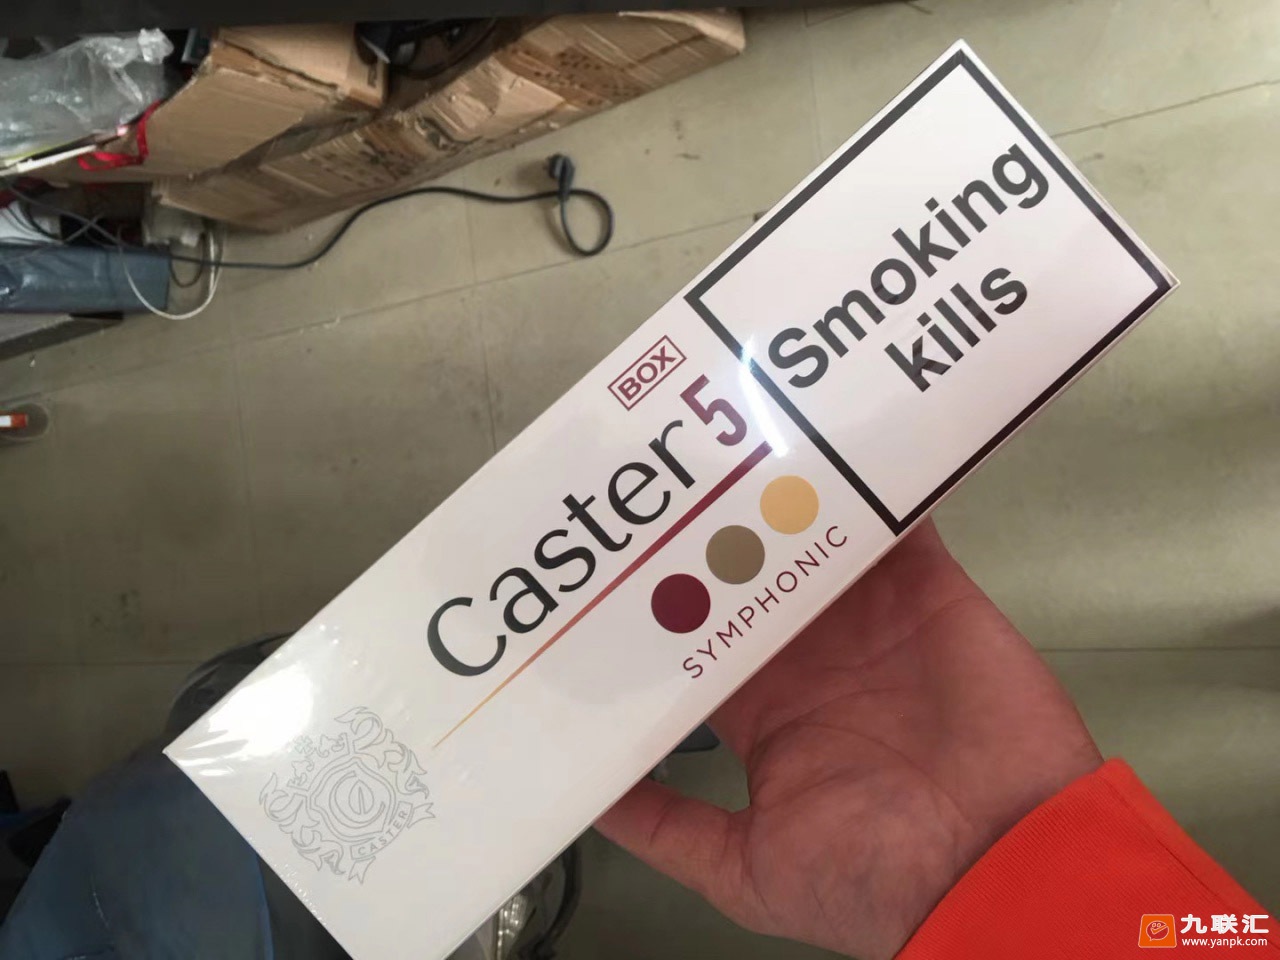 Smoking
kills
BOX
Caster 5
SYMPHONIC
CASTER
九联汇
www.yanpk.com